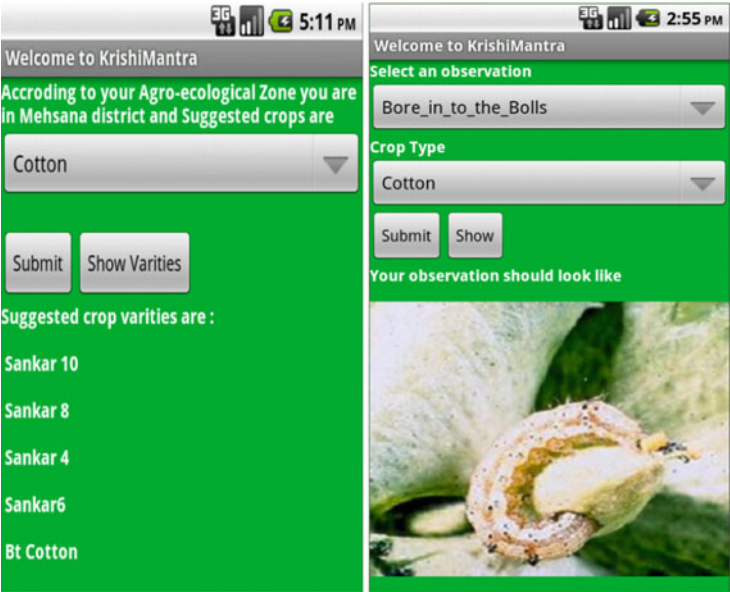 3G 5:11 PM
Welcome to KrishiMantra
Accroding to your Agro-ecological Zone you are
in Mehsana district and Suggested crops are
Cotton
Submit Show Varities
Suggested crop varities are :
Sankar 10
Sankar 8
Sankar 4
Sankar6
Bt Cotton
3G 2:55 PM
Welcome to KrishiMantra
Select an observation
Bore_in_to_the_Bolls
Crop Type
Cotton
Submit Show
Your observation should look like